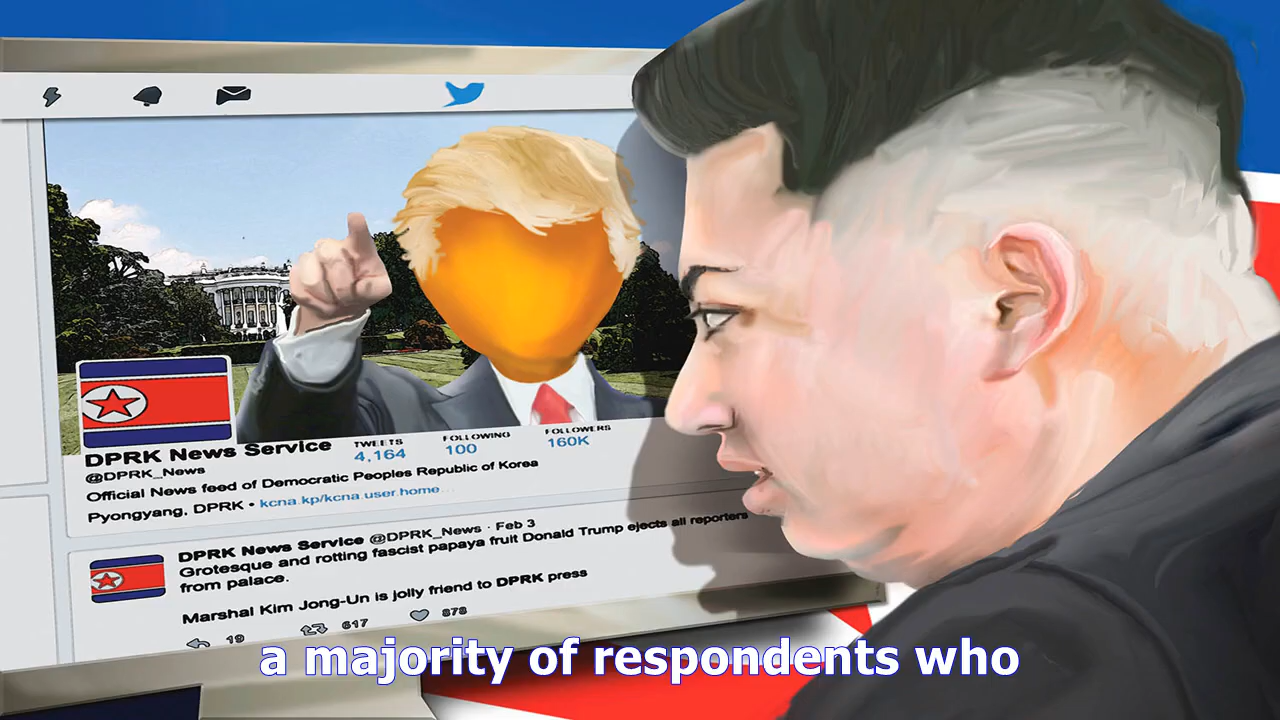 DPRK News Service
@DPRK_News
TWEETS FOLLOWING FOLLOWERS
4,164 100 160K
Official News feed of Democratic Peoples Republic of Korea
Pyongyang, DPRK • kcna.kp/kcna.user.home...
DPRK News Service @DPRK_News · Feb 3
Grotesque and rotting fascist papaya fruit Donald Trump ejects all reporters
from palace.
Marshal Kim Jong-Un is jolly friend to DPRK press
19 617 878
a majority of respondents who